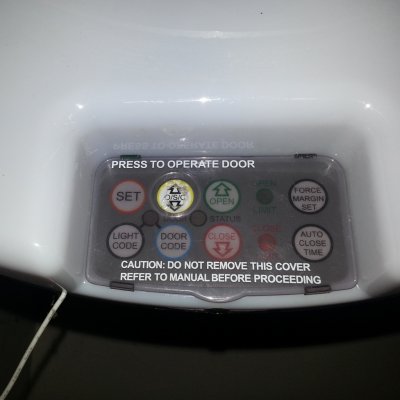 PRESS TO OPERATE DOOR
SET
O/S/C
OPEN
OPEN
LIMIT
FORCE
MARGIN
SET
STATUS
LIGHT
CODE
DOOR
CODE
CLOSE
CLOSE
AUTO
CLOSE
TIME
CAUTION: DO NOT REMOVE THIS COVER
REFER TO MANUAL BEFORE PROCEEDING